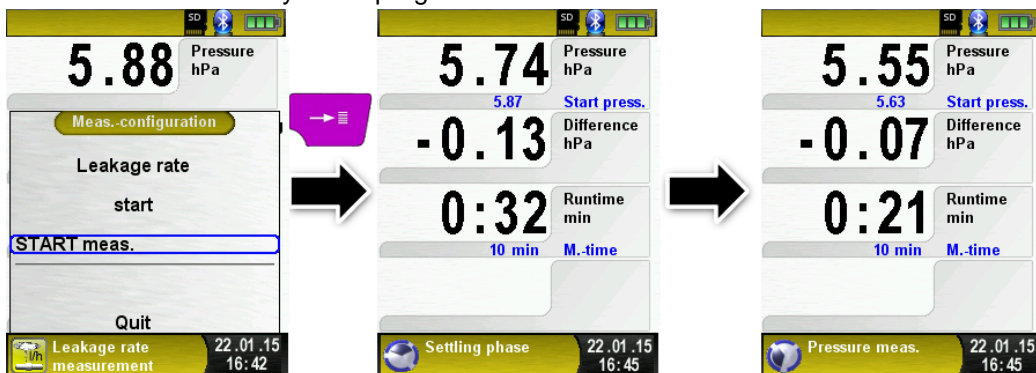 SD
5.88 Pressure hPa
Meas.-configuration
Leakage rate
start
START meas.
Quit
Leakage rate measurement 22.01.15 16:42
SD
5.74 Pressure hPa
5.87 Start press.
-0.13 Difference hPa
0:32 Runtime min
10 min M.-time
Settling phase 22.01.15 16:45
SD
5.55 Pressure hPa
5.63 Start press.
-0.07 Difference hPa
0:21 Runtime min
10 min M.-time
Pressure meas. 22.01.15 16:45